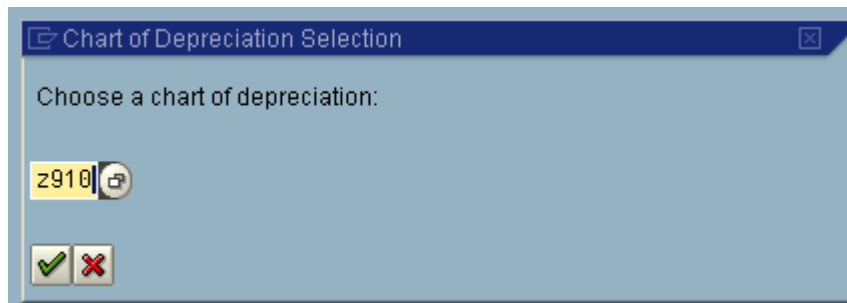 Chart of Depreciation Selection
Choose a chart of depreciation:
z910